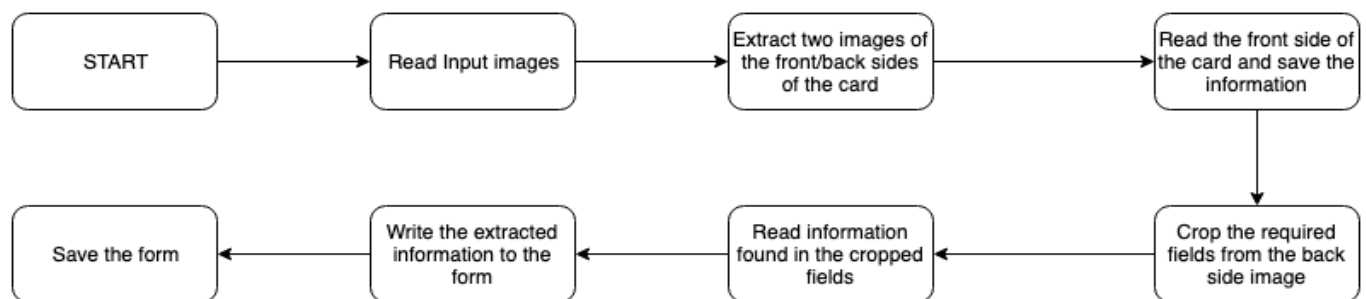 START
Read Input images
Extract two images of
the front/back sides
of the card
Read the front side of
the card and save the
information
Crop the required
fields from the back
side image
Read information
found in the cropped
fields
Write the extracted
information to the
form
Save the form